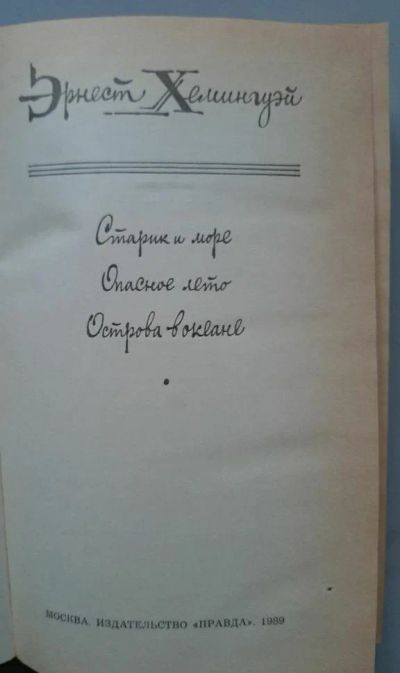 Эрнест Хемингуэй
Старик и море
Опасное лето
Острова в океане
МОСКВА. ИЗДАТЕЛЬСТВО «ПРАВДА». 1989